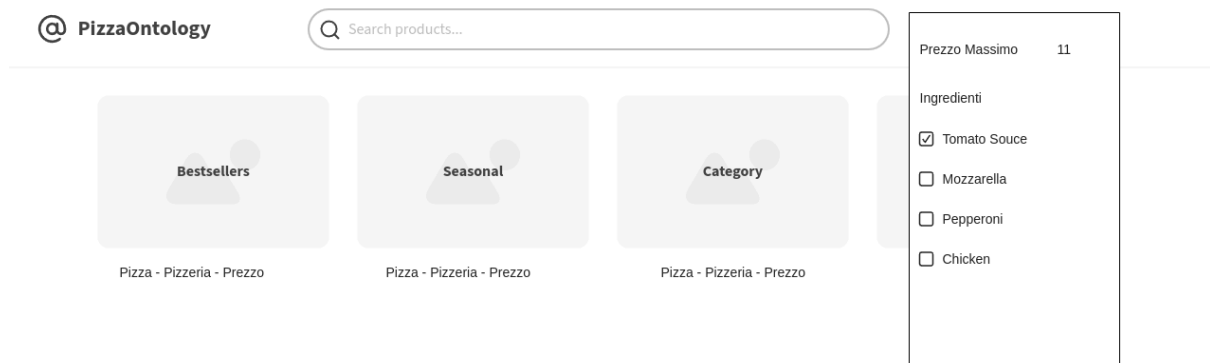 @ PizzaOntology
Search products...
Prezzo Massimo 11
Ingredienti
Tomato Souce
Mozzarella
Pepperoni
Chicken
Bestsellers
Seasonal
Category
Pizza - Pizzeria - Prezzo
Pizza - Pizzeria - Prezzo
Pizza - Pizzeria - Prezzo